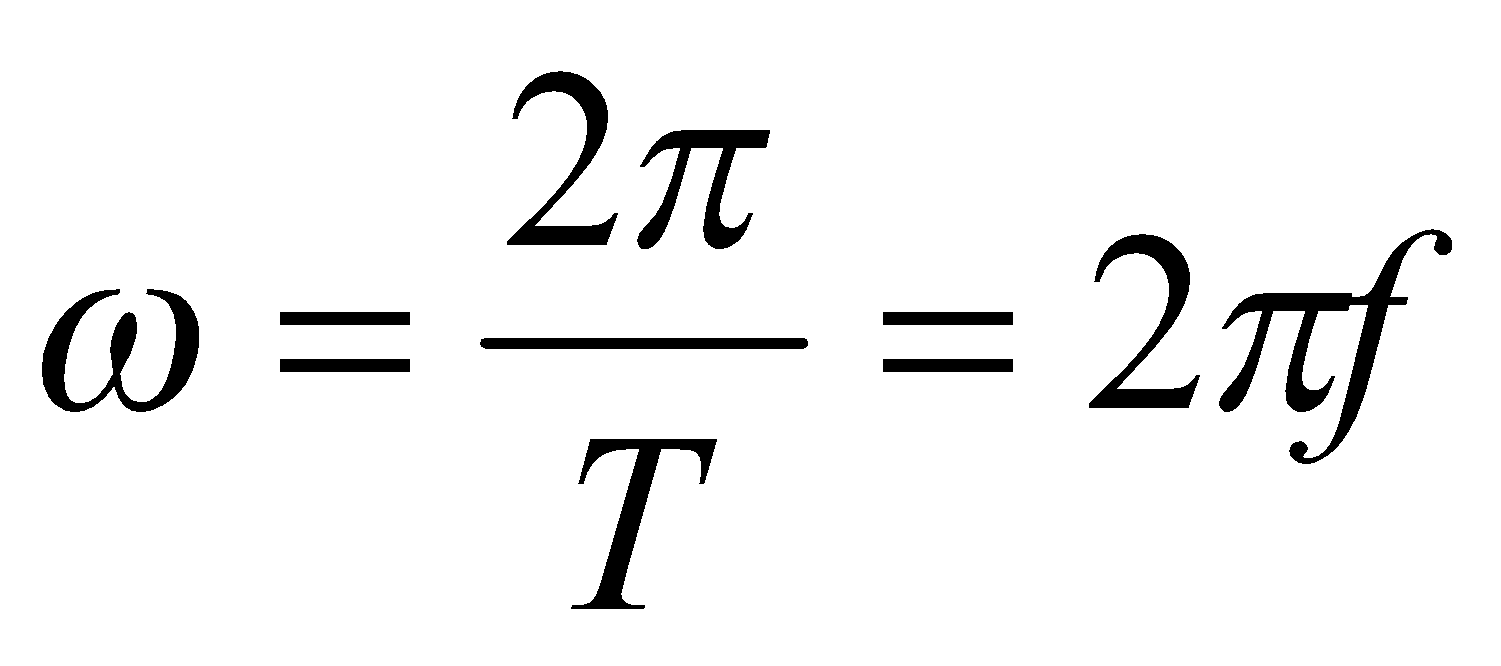 ω = 2π/T = 2πf